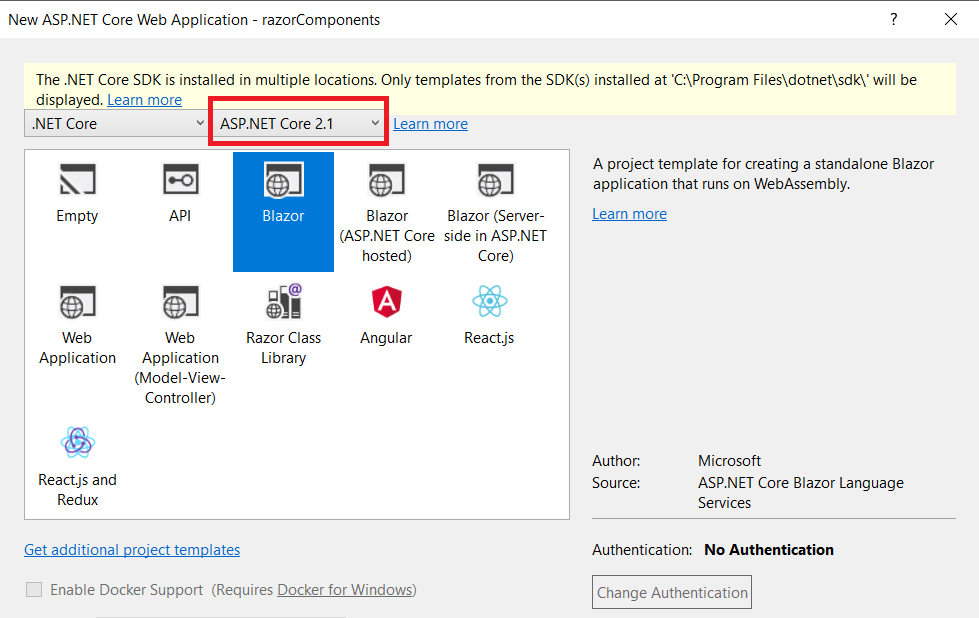 New ASP.NET Core Web Application - razorComponents
?
The .NET Core SDK is installed in multiple locations. Only templates from the SDK(s) installed at 'C:\Program Files\dotnet\sdk\' will be
displayed. Learn more
.NET Core
ASP.NET Core 2.1
Learn more
Empty
API
Blazor
Blazor
(ASP.NET Core
hosted)
Blazor (Server-
side in ASP.NET
Core)
Web
Application
Web
Application
(Model-View-
Controller)
Razor Class
Library
Angular
React.js
React.js and
Redux
A project template for creating a standalone Blazor
application that runs on WebAssembly.
Learn more
Author: Microsoft
Source: ASP.NET Core Blazor Language
Services
Get additional project templates
Authentication: No Authentication
Enable Docker Support (Requires Docker for Windows)
Change Authentication